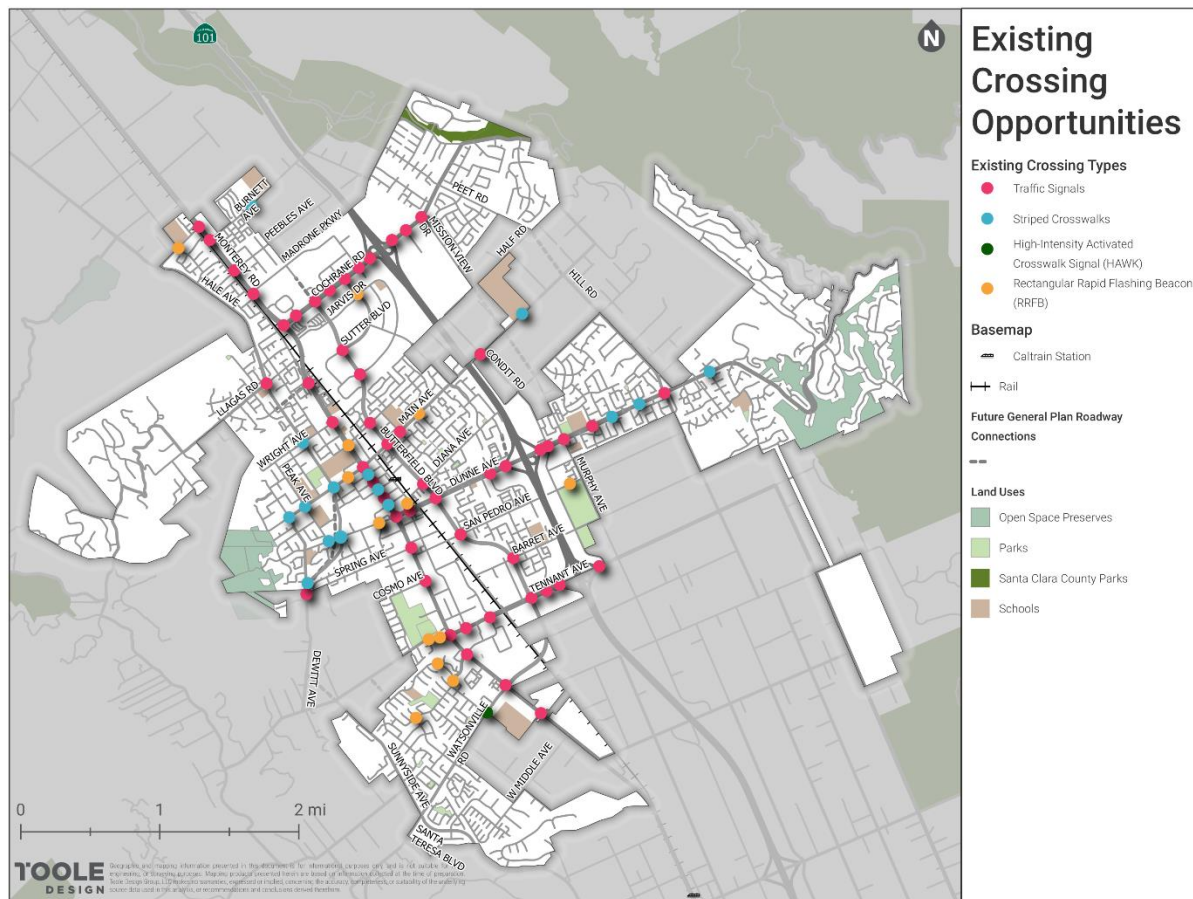 101
N
Existing
Crossing
Opportunities
Existing Crossing Types
Traffic Signals
Striped Crosswalks
High-Intensity Activated
Crosswalk Signal (HAWK)
Rectangular Rapid Flashing Beacon
(RRFB)
Basemap
Caltrain Station
Rail
Future General Plan Roadway
Connections
Land Uses
Open Space Preserves
Parks
Santa Clara County Parks
Schools
BURNETT
AVE
PEEBLES AVE
MADRONE PKWY
PEET RD
MISSION VIEW
DR
HALF RD
HILL RD
MONTEREY RD
HALE AVE
COCHRANE RD
JARVIS DR
SUTTER BLVD
CONDIT RD
LLAGAS RD
MAIN AVE
WRIGHT AVE
BUTTERFIELD BLVD
DIANA AVE
PEAK AVE
DUNNE AVE
MURPHY AVE
SAN PEDRO AVE
BARRET AVE
SPRING AVE
TENNANT AVE
COSMO AVE
DEWITT AVE
WATSONVILLE
RD
W MIDDLE AVE
SUNNYSIDE AVE
SANTA
TERESA BLVD
0 1 2 mi
TOOLE
DESIGN